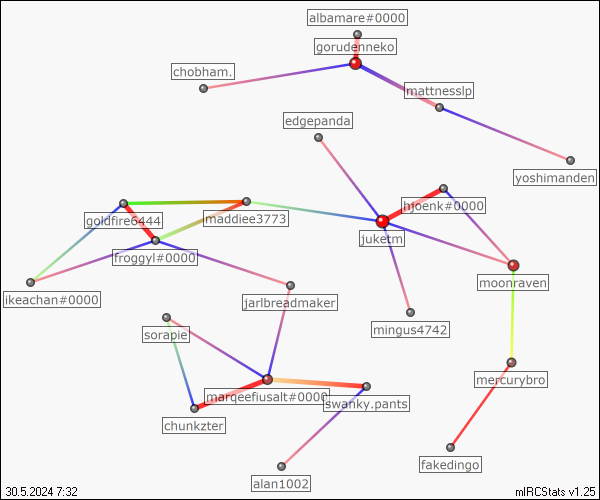 albamare#0000
gorudenneko
chobham.
mattnesslp
edgepanda
yoshimanden
hjoenk#0000
goldfire6444
maddiee3773
juketm
froggyl#0000
moonraven
ikeachan#0000
jarlbreadmaker
mingus4742
sorapie
mercurybro
marqeefiusalt#0000
swanky.pants
chunkzter
fakedingo
alan1002
30.5.2024 7:32
mIRCStats v1.25